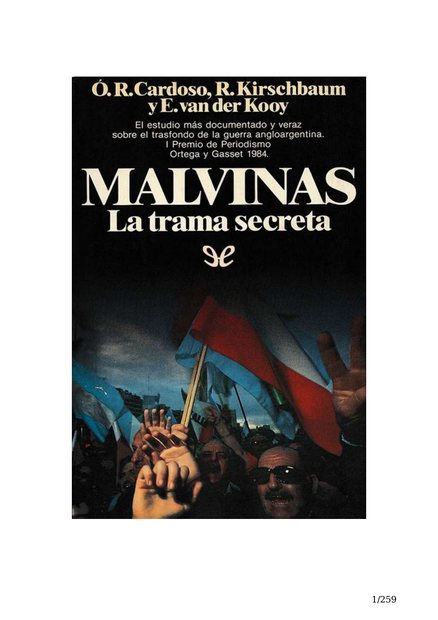 Ó. R. Cardoso, R. Kirschbaum
y E. van der Kooy
El estudio más documentado y veraz
sobre el trasfondo de la guerra angloargentina.
I Premio de Periodismo
Ortega y Gasset 1984.
MALVINAS
La trama secreta
1/259